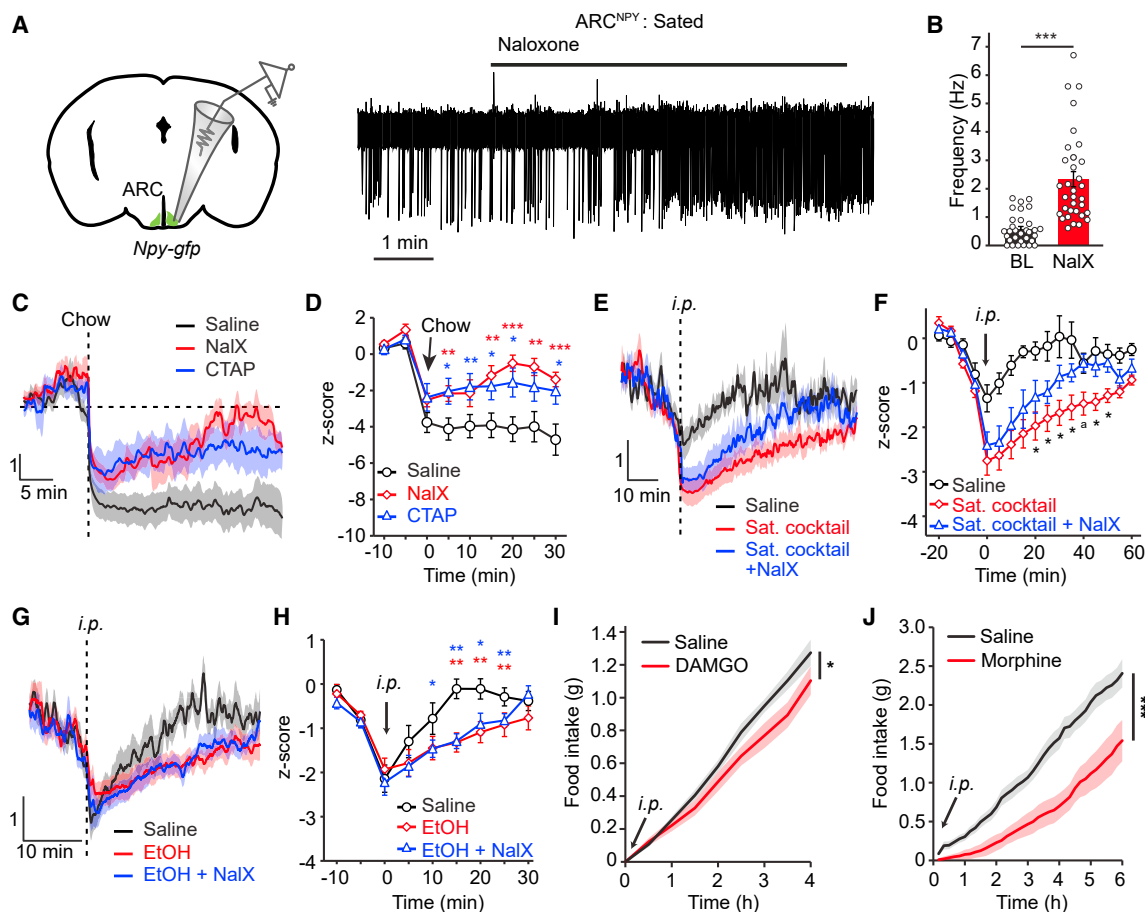 A
ARC
Npy-gfp
ARC^NPY : Sated
Naloxone
1 min
B
***
Frequency (Hz)
7
6
5
4
3
2
1
0
BL
NalX
C
Chow
Saline
NalX
CTAP
1
5 min
D
Chow
** *** ** ***
* ** * * *
z-score
2
0
-2
-4
-6
-8
-10
Saline
NalX
CTAP
-10 0 10 20 30
Time (min)
E
i.p.
1
10 min
Saline
Sat. cocktail
Sat. cocktail
+NalX
F
i.p.
z-score
0
-1
-2
-3
-4
* * * a * *
Saline
Sat. cocktail
Sat. cocktail + NalX
-20 0 20 40 60
Time (min)
G
i.p.
1
10 min
Saline
EtOH
EtOH + NalX
H
i.p.
** * **
* ** ** **
z-score
1
0
-1
-2
-3
-4
Saline
EtOH
EtOH + NalX
-10 0 10 20 30
Time (min)
I
Saline
DAMGO
*
Food intake (g)
1.4
1.2
1.0
0.8
0.6
0.4
0.2
0
i.p.
0 1 2 3 4
Time (h)
J
Saline
Morphine
***
Food intake (g)
3.0
2.5
2.0
1.5
1.0
0.5
0
i.p.
0 1 2 3 4 5 6
Time (h)